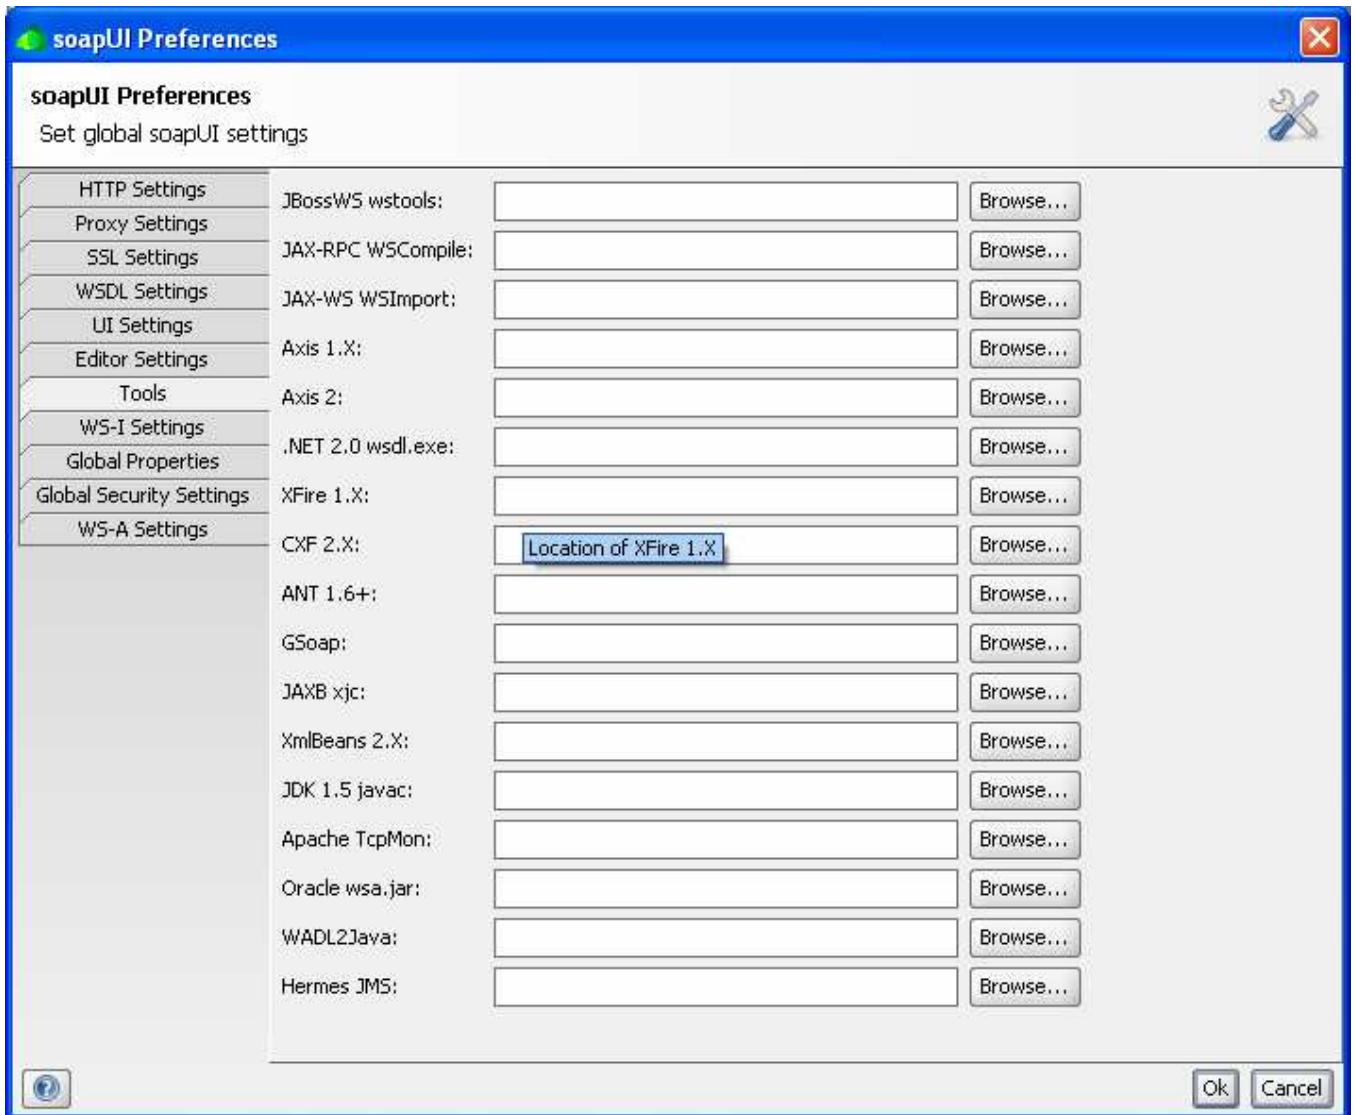 soapUI Preferences
soapUI Preferences
Set global soapUI settings
HTTP Settings
Proxy Settings
SSL Settings
WSDL Settings
UI Settings
Editor Settings
Tools
WS-I Settings
Global Properties
Global Security Settings
WS-A Settings
JBossWS wstools: Browse...
JAX-RPC WSCompile: Browse...
JAX-WS WSImport: Browse...
Axis 1.X: Browse...
Axis 2: Browse...
.NET 2.0 wsdl.exe: Browse...
XFire 1.X: Browse...
CXF 2.X: Location of XFire 1.X Browse...
ANT 1.6+: Browse...
GSoap: Browse...
JAXB xjc: Browse...
XmlBeans 2.X: Browse...
JDK 1.5 javac: Browse...
Apache TcpMon: Browse...
Oracle wsa.jar: Browse...
WADL2Java: Browse...
Hermes JMS: Browse...
? Ok Cancel